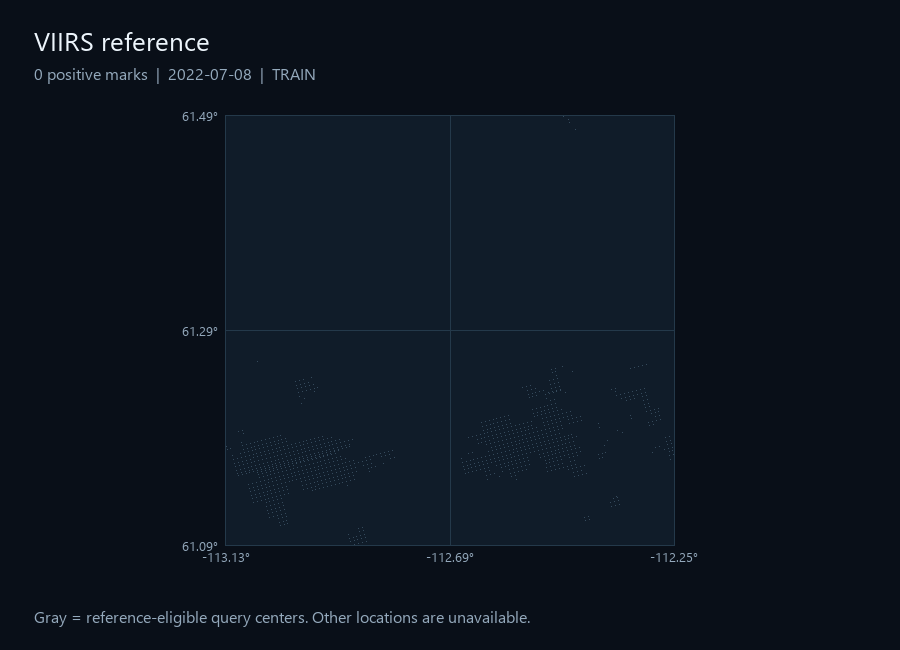 VIIRS reference
0 positive marks | 2022-07-08 | TRAIN
61.49°
61.29°
61.09°
-113.13°
-112.69°
-112.25°
Gray = reference-eligible query centers. Other locations are unavailable.